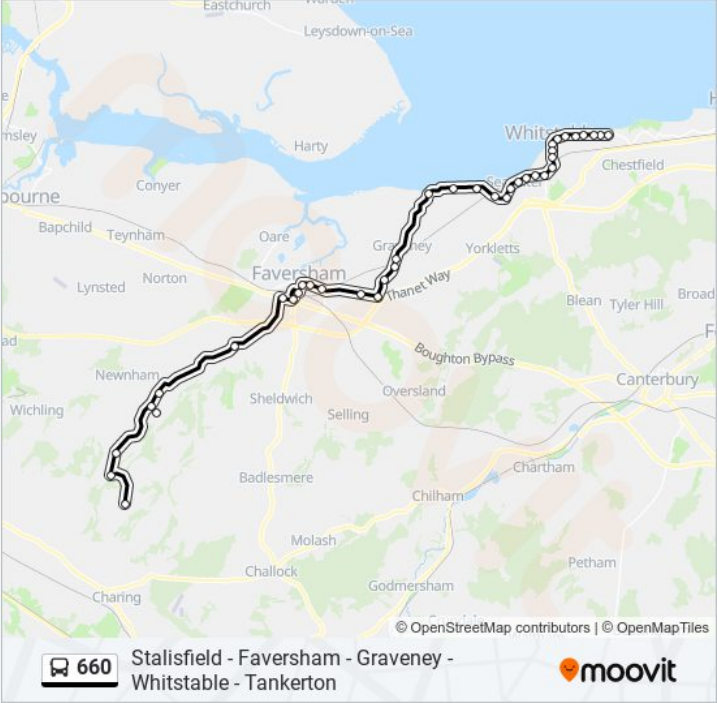 Eastchurch
Leysdown-on-Sea
Harty
Conyer
Bapchild
Teynham
Oare
Norton
Lynsted
Faversham
Yorkletts
Thanet Way
Chestfield
Blean
Tyler Hill
Broad
Boughton Bypass
Canterbury
Newnham
Wichling
Sheldwich
Oversland
Selling
Badlesmere
Chilham
Chartham
Molash
Challock
Godmersham
Petham
Charing
© OpenStreetMap contributors | © OpenMapTiles
660
Stalisfield - Faversham - Graveney -
Whitstable - Tankerton
moovit